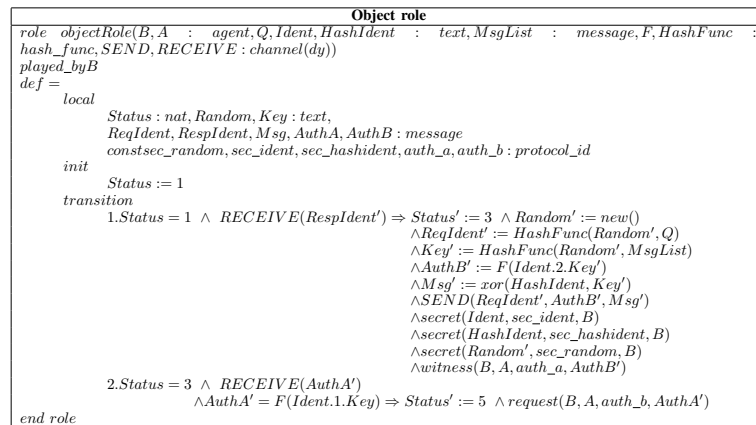 Object role
role objectRole(B, A : agent, Q, Ident, HashIdent : text, MsgList : message, F, HashFunc :
hash_func, SEND, RECEIVE : channel(dy))
played_byB
def =
local
Status : nat, Random, Key : text,
ReqIdent, RespIdent, Msg, AuthA, AuthB : message
constsec_random, sec_ident, sec_hashident, auth_a, auth_b : protocol_id
init
Status := 1
transition
1.Status = 1 ∧ RECEIVE(RespIdent′) ⇒ Status′ := 3 ∧ Random′ := new()
∧ReqIdent′ := HashFunc(Random′, Q)
∧Key′ := HashFunc(Random′, MsgList)
∧AuthB′ := F(Ident.2.Key′)
∧Msg′ := xor(HashIdent, Key′)
∧SEND(ReqIdent′, AuthB′, Msg′)
∧secret(Ident, sec_ident, B)
∧secret(HashIdent, sec_hashident, B)
∧secret(Random′, sec_random, B)
∧witness(B, A, auth_a, AuthB′)
2.Status = 3 ∧ RECEIVE(AuthA′)
∧AuthA′ = F(Ident.1.Key) ⇒ Status′ := 5 ∧ request(B, A, auth_b, AuthA′)
end role